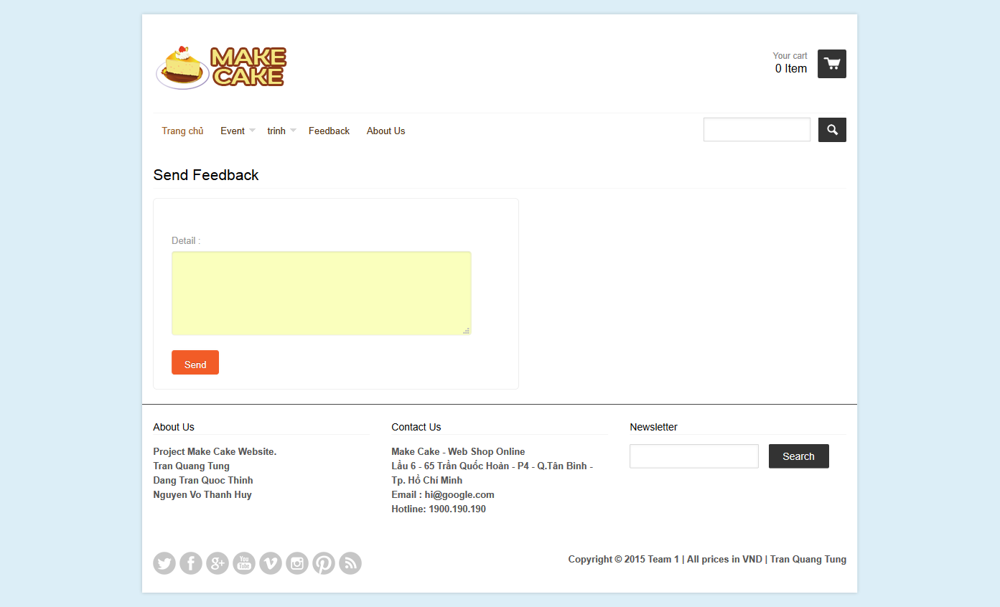 MAKE
CAKE
Your cart
0 Item
Trang chủ Event trinh Feedback About Us
Send Feedback
Detail :
Send
About Us
Project Make Cake Website.
Tran Quang Tung
Dang Tran Quoc Thinh
Nguyen Vo Thanh Huy
Contact Us
Make Cake - Web Shop Online
Lầu 6 - 65 Trần Quốc Hoàn - P4 - Q.Tân Bình -
Tp. Hồ Chí Minh
Email : hi@google.com
Hotline: 1900.190.190
Newsletter
Search
You
Tube
Copyright © 2015 Team 1 | All prices in VND | Tran Quang Tung